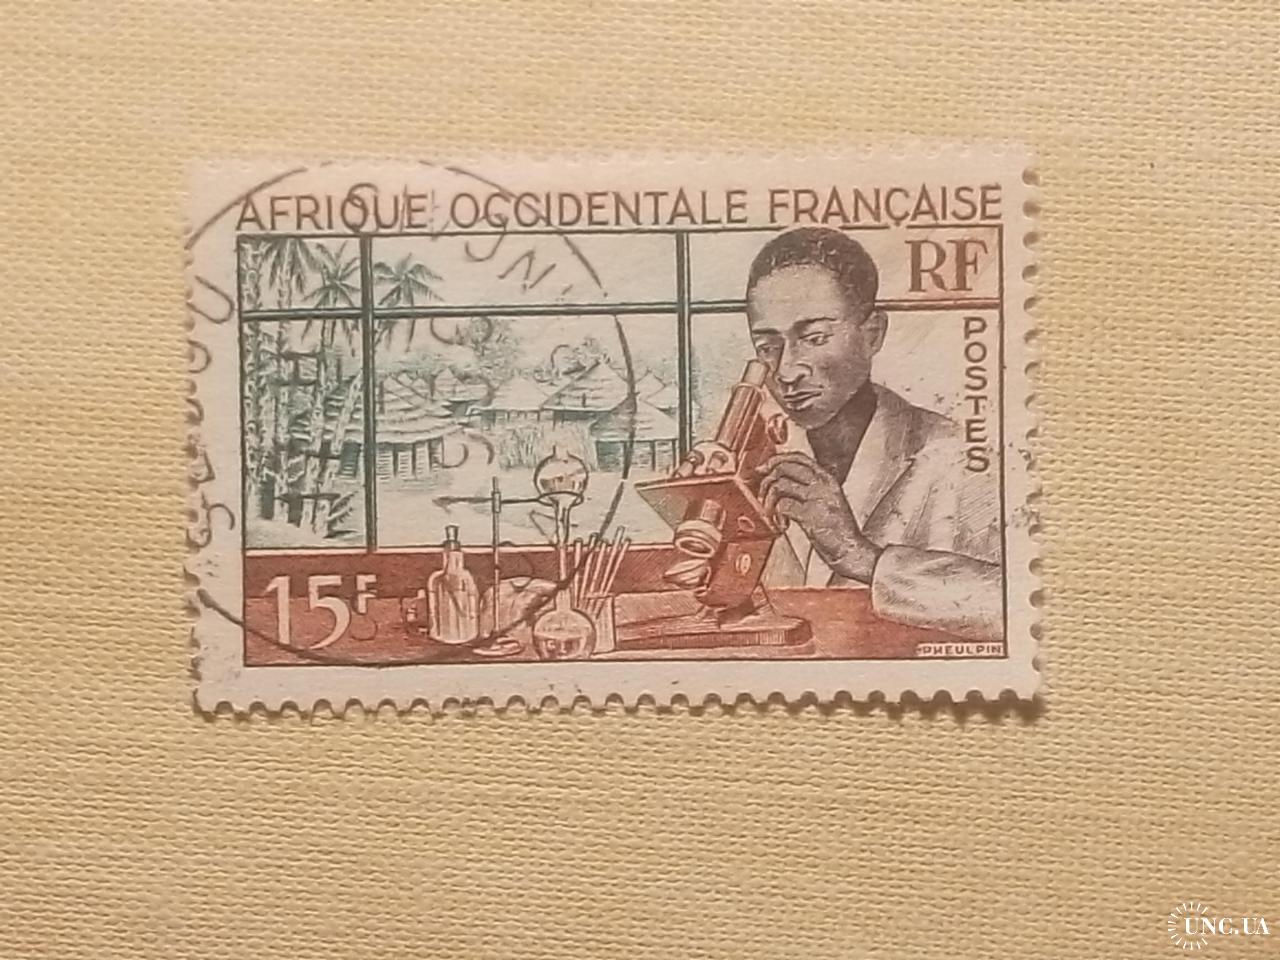 AFRIQUE OCCIDENTALE FRANÇAISE
RF
POSTES
15F
PHEULPIN
UNC.UA